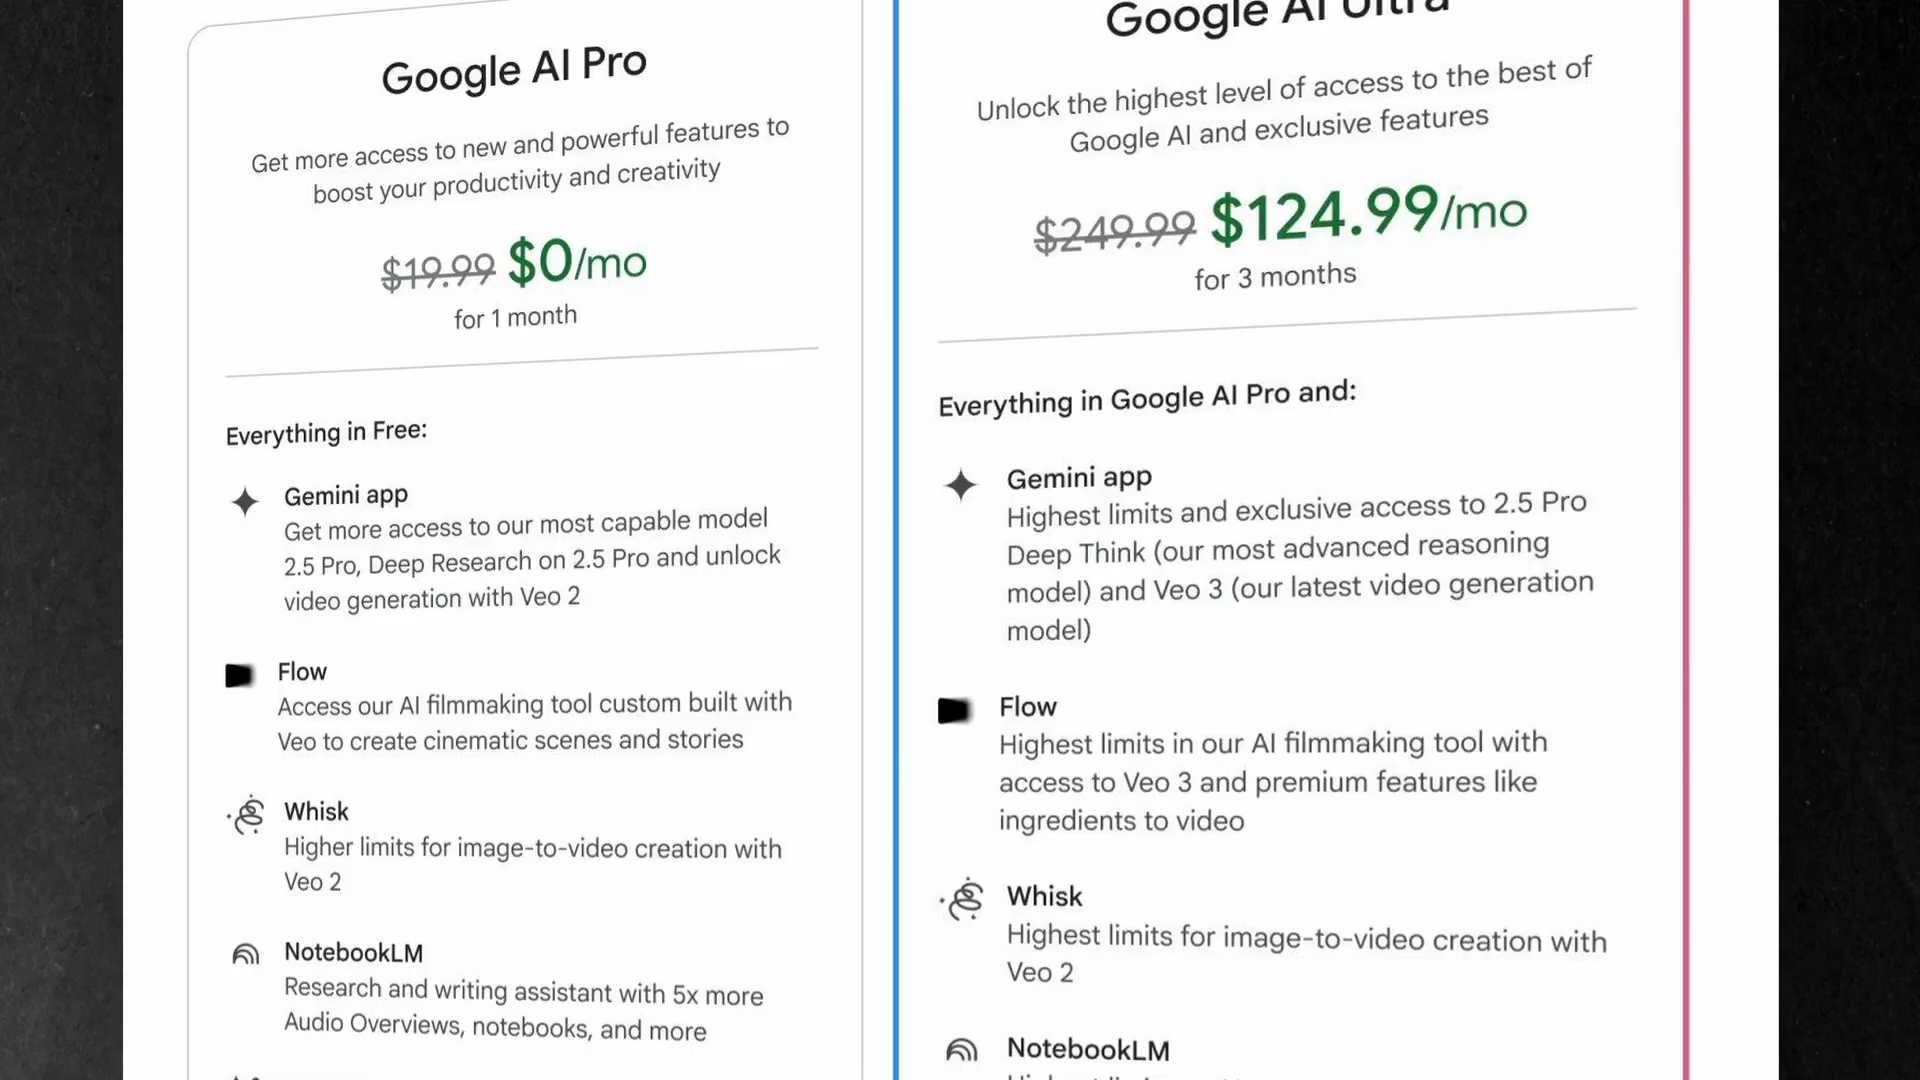 Google AI Pro
Get more access to new and powerful features to
boost your productivity and creativity
$19.99 $0/mo
for 1 month
Everything in Free:
Gemini app
Get more access to our most capable model
2.5 Pro, Deep Research on 2.5 Pro and unlock
video generation with Veo 2
Flow
Access our AI filmmaking tool custom built with
Veo to create cinematic scenes and stories
Whisk
Higher limits for image-to-video creation with
Veo 2
NotebookLM
Research and writing assistant with 5x more
Audio Overviews, notebooks, and more
Google AI Ultra
Unlock the highest level of access to the best of
Google AI and exclusive features
$249.99 $124.99/mo
for 3 months
Everything in Google AI Pro and:
Gemini app
Highest limits and exclusive access to 2.5 Pro
Deep Think (our most advanced reasoning
model) and Veo 3 (our latest video generation
model)
Flow
Highest limits in our AI filmmaking tool with
access to Veo 3 and premium features like
ingredients to video
Whisk
Highest limits for image-to-video creation with
Veo 2
NotebookLM